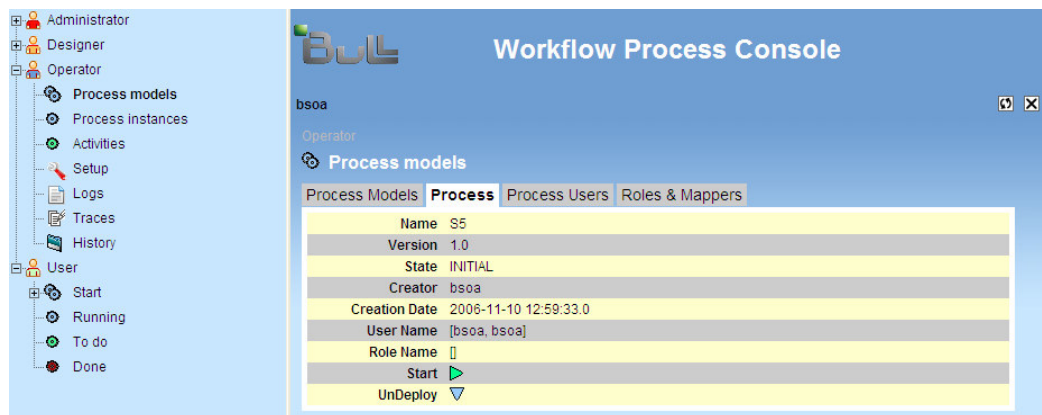 Administrator
Designer
Operator
Process models
Process instances
Activities
Setup
Logs
Traces
History
User
Start
Running
To do
Done
Bull
Workflow Process Console
bsoa
Operator
Process models
Process Models Process Process Users Roles & Mappers
Name S5
Version 1.0
State INITIAL
Creator bsoa
Creation Date 2006-11-10 12:59:33.0
User Name [bsoa, bsoa]
Role Name []
Start
UnDeploy